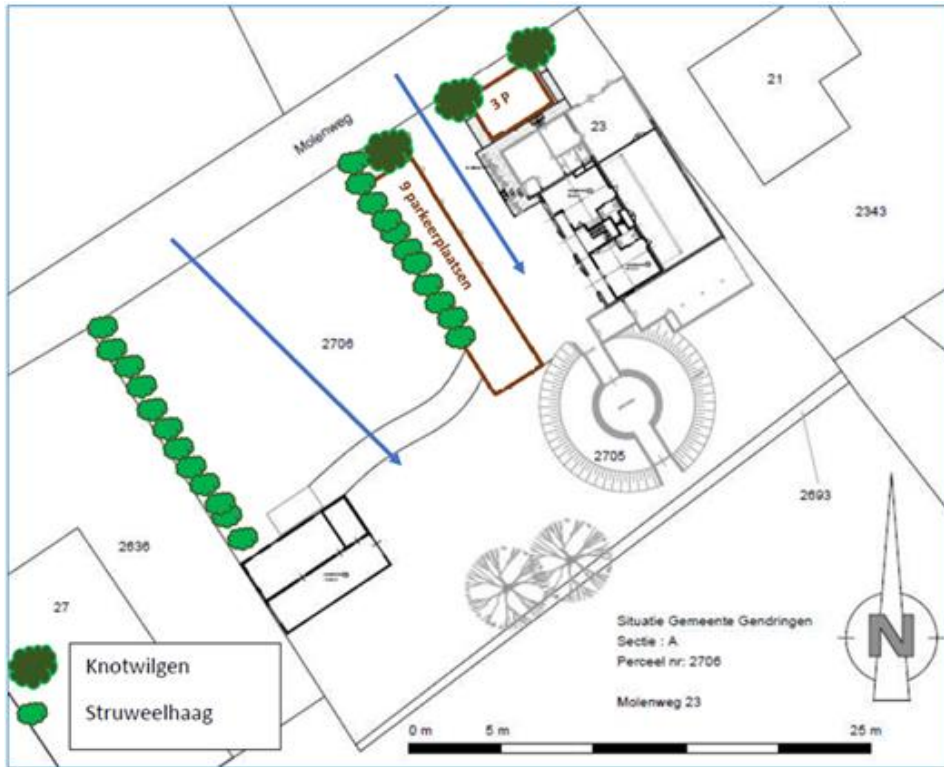 Molenweg
3 P
21
23
9 parkeerplaatsen
2343
2706
2705
2693
2636
27
Knotwilgen
Struweelhaag
Situatie Gemeente Gendringen
Sectie : A
Perceel nr: 2706
Molenweg 23
N
0 m 5 m 25 m